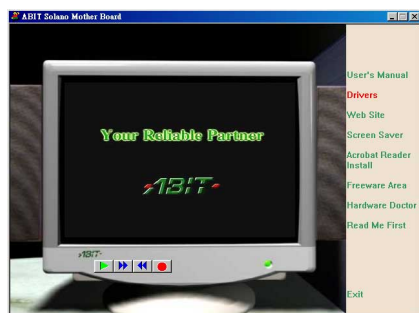 ABIT Solano Mother Board
Your Reliable Partner
ABIT
ABIT
User's Manual
Drivers
Web Site
Screen Saver
Acrobat Reader
Install
Freeware Area
Hardware Doctor
Read Me First
Exit